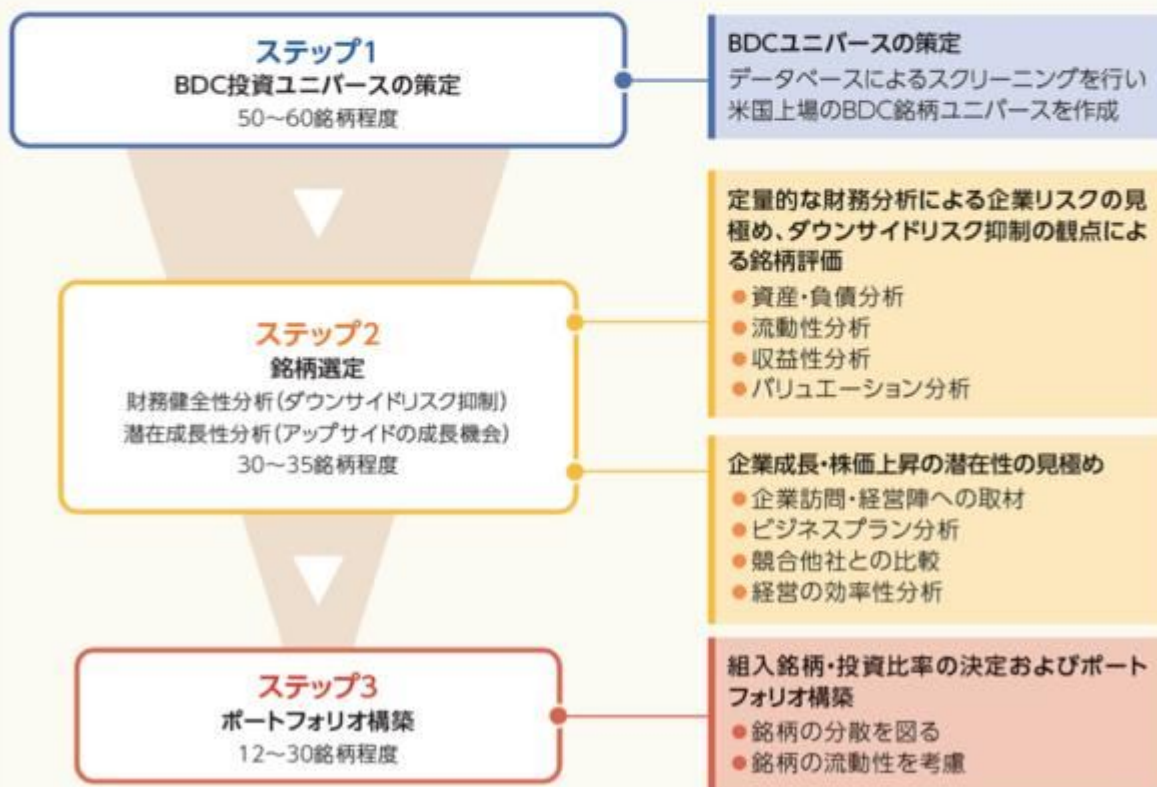 ステップ1
BDC投資ユニバースの策定
50〜60銘柄程度
BDCユニバースの策定
データベースによるスクリーニングを行い
米国上場のBDC銘柄ユニバースを作成
ステップ2
銘柄選定
財務健全性分析(ダウンサイドリスク抑制)
潜在成長性分析(アップサイドの成長機会)
30〜35銘柄程度
定量的な財務分析による企業リスクの見
極め、ダウンサイドリスク抑制の観点によ
る銘柄評価
●資産・負債分析
●流動性分析
●収益性分析
●バリュエーション分析
企業成長・株価上昇の潜在性の見極め
●企業訪問・経営陣への取材
●ビジネスプラン分析
●競合他社との比較
●経営の効率性分析
ステップ3
ポートフォリオ構築
12〜30銘柄程度
組入銘柄・投資比率の決定およびポート
フォリオ構築
●銘柄の分散を図る
●銘柄の流動性を考慮